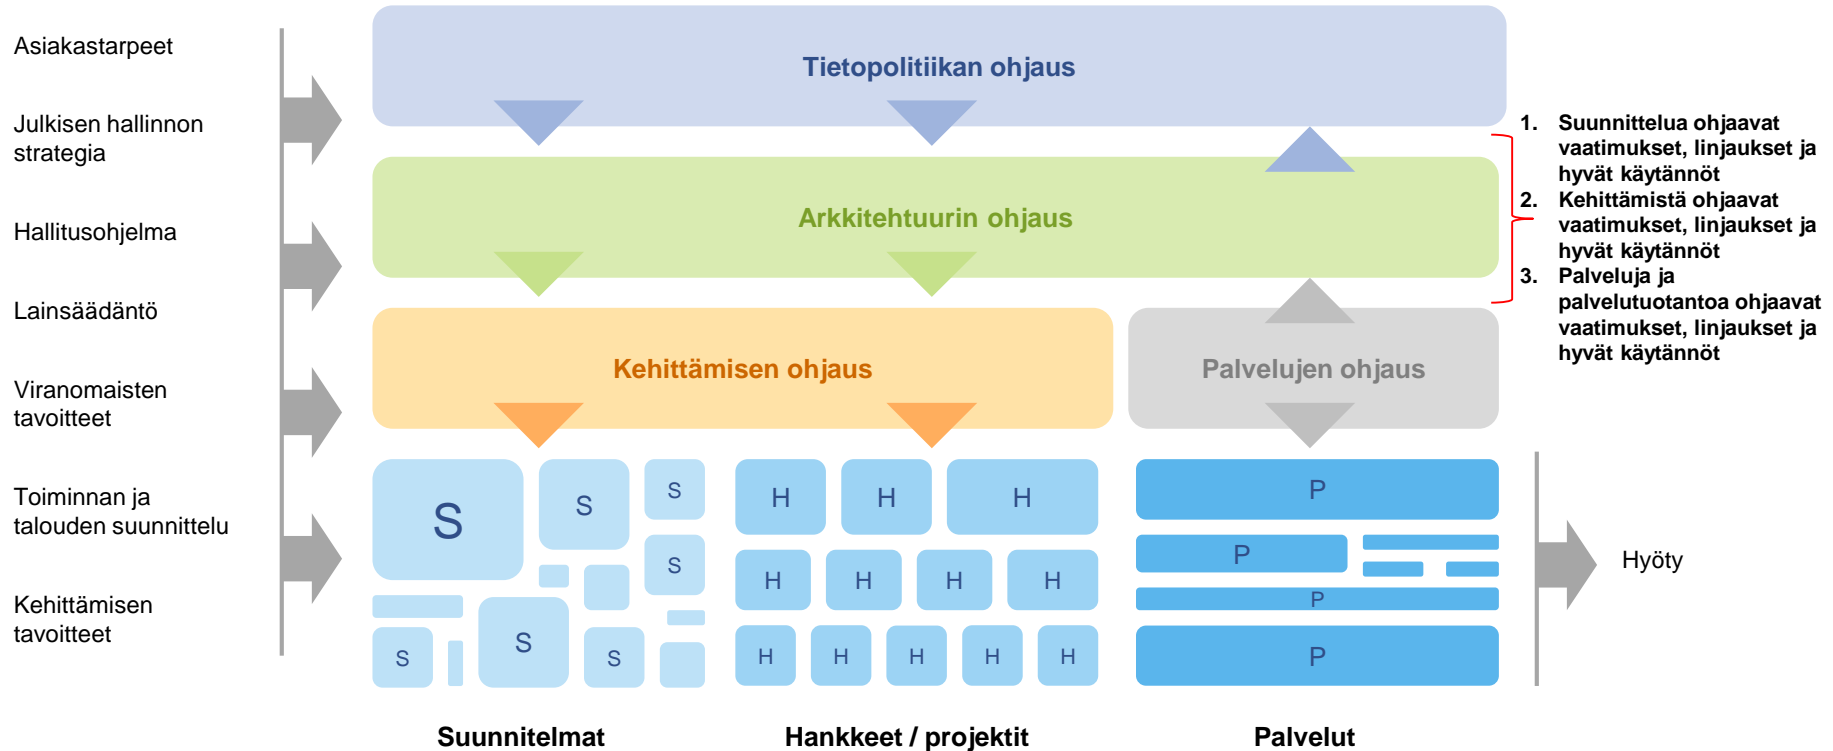 Asiakastarpeet
Julkisen hallinnon
strategia
Hallitusohjelma
Lainsäädäntö
Viranomaisten
tavoitteet
Toiminnan ja
talouden suunnittelu
Kehittämisen
tavoitteet
Tietopolitiikan ohjaus
Arkkitehtuurin ohjaus
Kehittämisen ohjaus
Palvelujen ohjaus
1. Suunnittelua ohjaavat
vaatimukset, linjaukset ja
hyvät käytännöt
2. Kehittämistä ohjaavat
vaatimukset, linjaukset ja
hyvät käytännöt
3. Palveluja ja
palvelutuotantoa ohjaavat
vaatimukset, linjaukset ja
hyvät käytännöt
S
S
S
S
S
S
S
H H H
H H H H
H H H H H
P
P
P
P
Hyöty
Suunnitelmat
Hankkeet / projektit
Palvelut